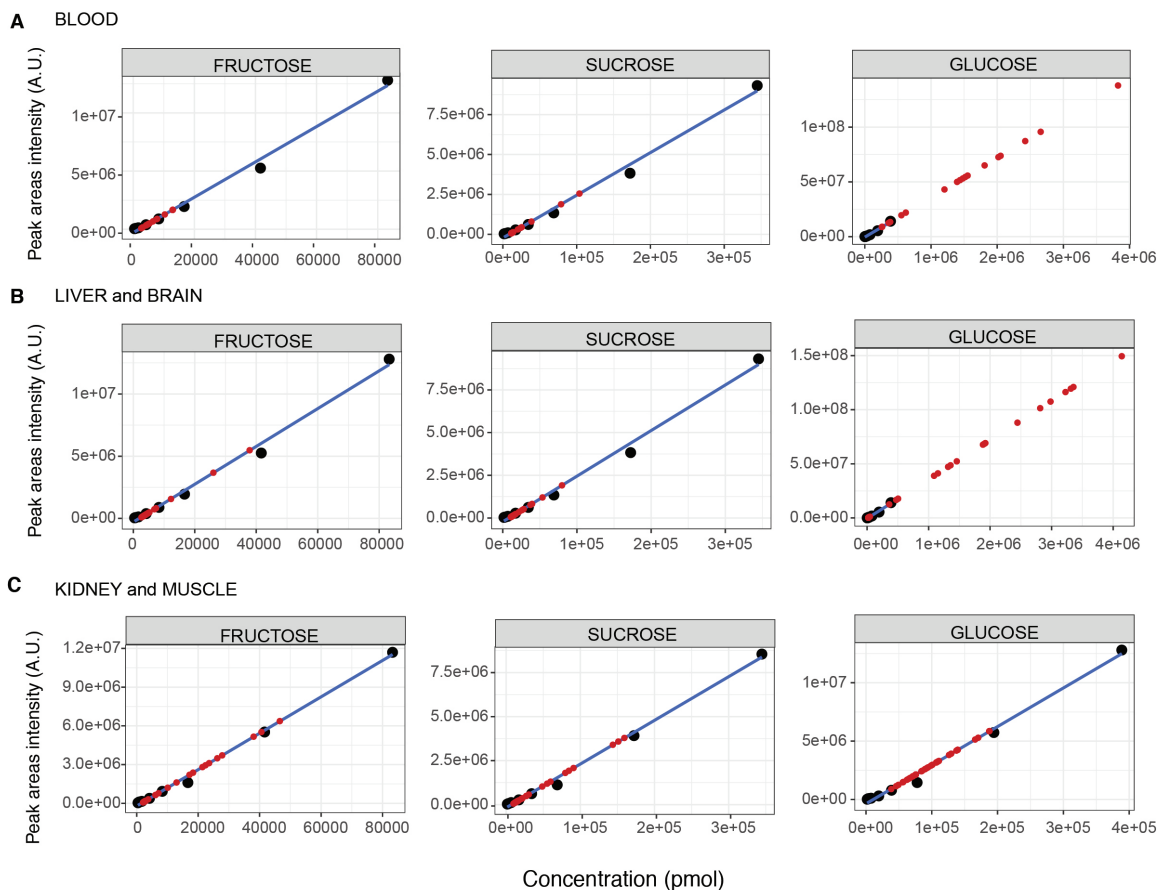 A BLOOD
FRUCTOSE SUCROSE GLUCOSE
Peak areas intensity (A.U.)
1e+07
5e+06
0e+00
0 20000 40000 60000 80000
7.5e+06
5.0e+06
2.5e+06
0.0e+00
0e+00 1e+05 2e+05 3e+05
1e+08
5e+07
0e+00
0e+00 1e+06 2e+06 3e+06 4e+06
B LIVER and BRAIN
FRUCTOSE SUCROSE GLUCOSE
Peak areas intensity (A.U.)
1e+07
5e+06
0e+00
0 20000 40000 60000 80000
7.5e+06
5.0e+06
2.5e+06
0.0e+00
0e+00 1e+05 2e+05 3e+05
1.5e+08
1.0e+08
5.0e+07
0.0e+00
0e+00 1e+06 2e+06 3e+06 4e+06
C KIDNEY and MUSCLE
FRUCTOSE SUCROSE GLUCOSE
Peak areas intensity (A.U.)
1.2e+07
9.0e+06
6.0e+06
3.0e+06
0.0e+00
0 20000 40000 60000 80000
7.5e+06
5.0e+06
2.5e+06
0.0e+00
0e+00 1e+05 2e+05 3e+05
1e+07
5e+06
0e+00
0e+00 1e+05 2e+05 3e+05 4e+05
Concentration (pmol)